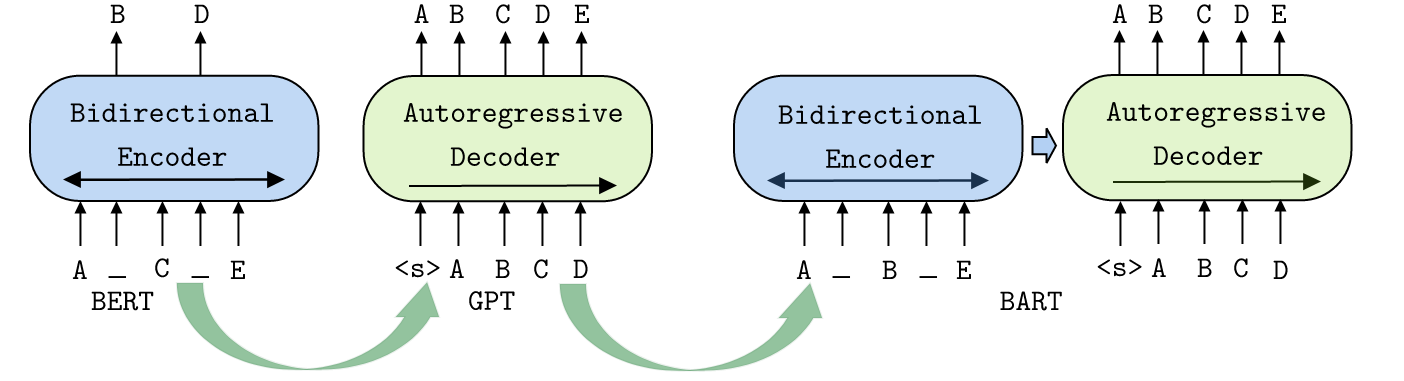 B D
A B C D E
A B C D E
Bidirectional
Encoder
Autoregressive
Decoder
Bidirectional
Encoder
Autoregressive
Decoder
A _ C _ E
<s> A B C D
A _ B _ E
<s> A B C D
BERT
GPT
BART